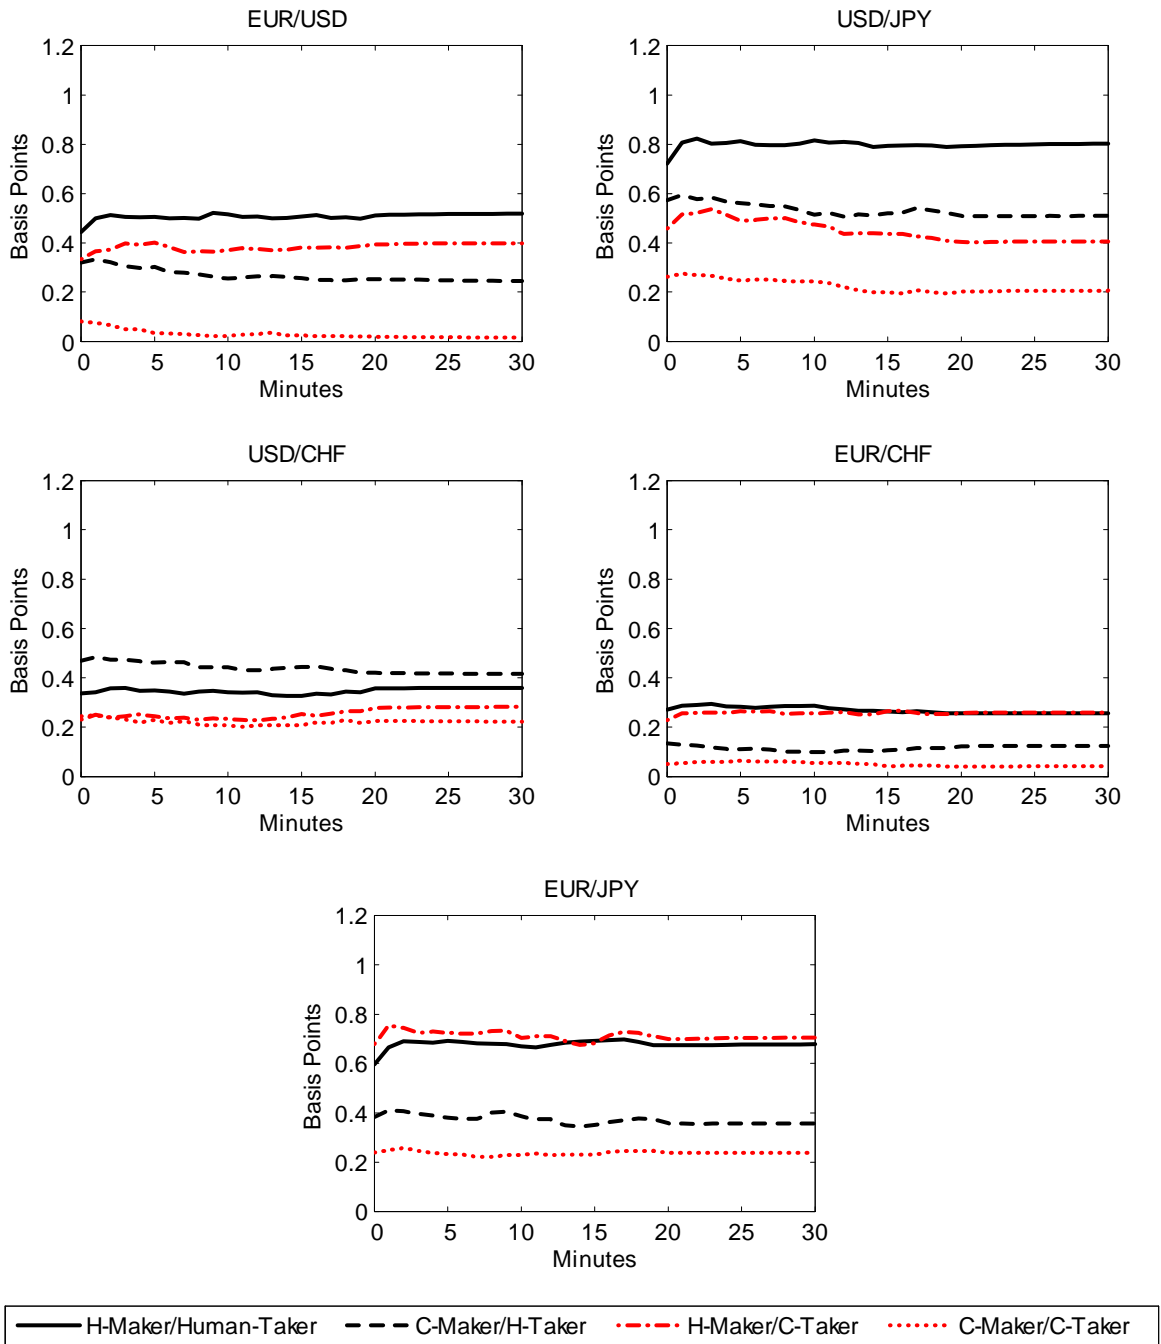 EUR/USD
1.2
1
0.8
0.6
0.4
0.2
0
Basis Points
0 5 10 15 20 25 30
Minutes
USD/JPY
1.2
1
0.8
0.6
0.4
0.2
0
Basis Points
0 5 10 15 20 25 30
Minutes
USD/CHF
1.2
1
0.8
0.6
0.4
0.2
0
Basis Points
0 5 10 15 20 25 30
Minutes
EUR/CHF
1.2
1
0.8
0.6
0.4
0.2
0
Basis Points
0 5 10 15 20 25 30
Minutes
EUR/JPY
1.2
1
0.8
0.6
0.4
0.2
0
Basis Points
0 5 10 15 20 25 30
Minutes
H-Maker/Human-Taker C-Maker/H-Taker H-Maker/C-Taker C-Maker/C-Taker